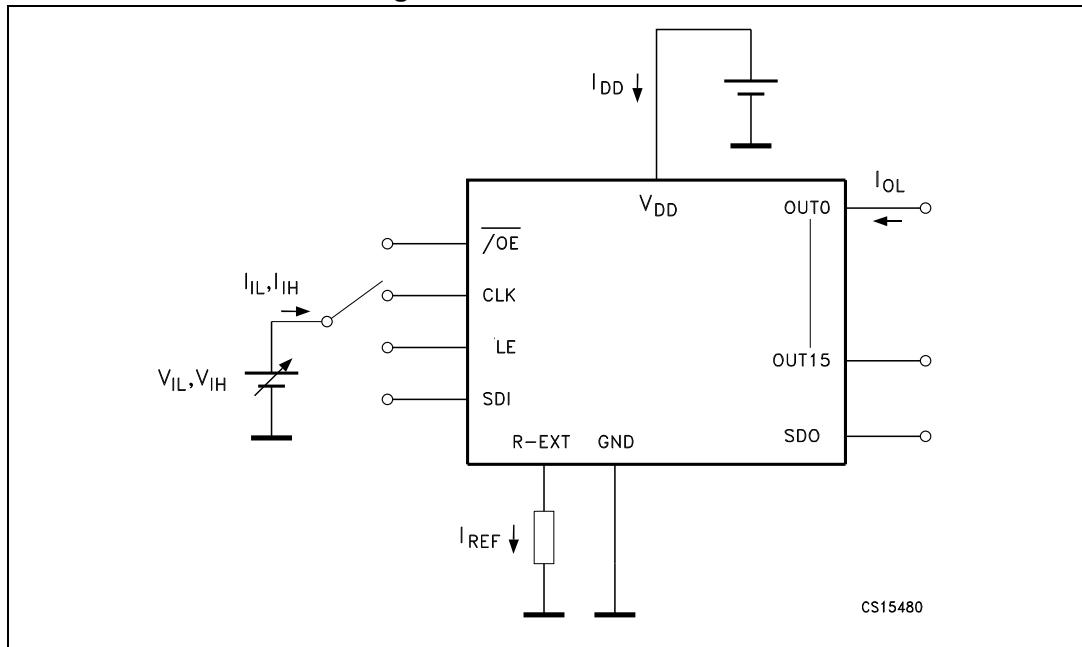 I_DD
V_DD
OUT0
I_OL
/OE
I_IL,I_IH
CLK
LE
OUT15
V_IL,V_IH
SDI
SDO
R-EXT GND
I_REF
CS15480